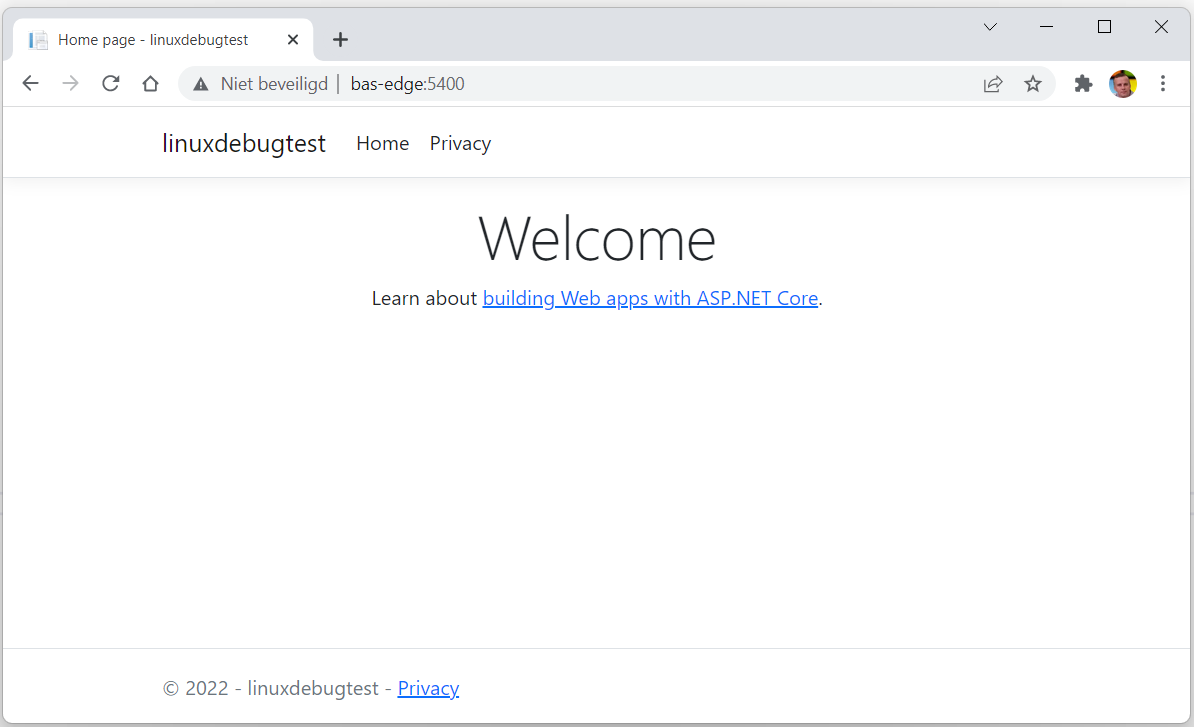 Home page - linuxdebugtest
Niet beveiligd | bas-edge:5400
linuxdebugtest Home Privacy
Welcome
Learn about building Web apps with ASP.NET Core.
© 2022 - linuxdebugtest - Privacy